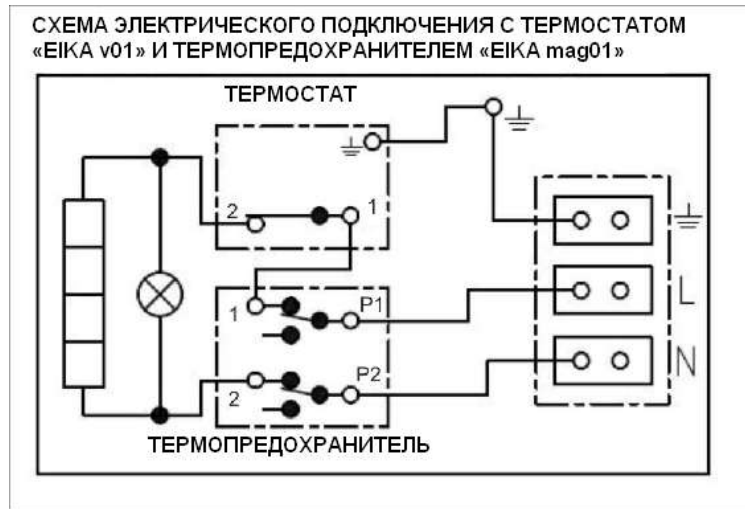 СХЕМА ЭЛЕКТРИЧЕСКОГО ПОДКЛЮЧЕНИЯ С ТЕРМОСТАТОМ
«EIKA v01» И ТЕРМОПРЕДОХРАНИТЕЛЕМ «EIKA mag01»
ТЕРМОСТАТ
2 1
1 P1 L
2 P2 N
ТЕРМОПРЕДОХРАНИТЕЛЬ